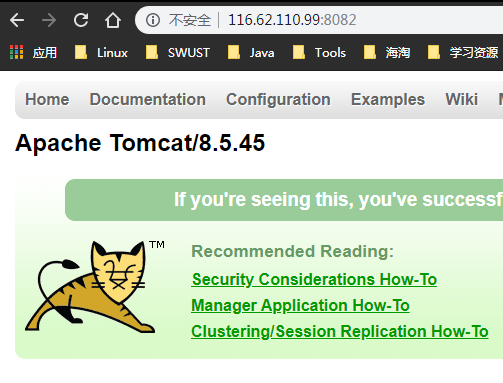 不安全 116.62.110.99:8082
应用 Linux SWUST Java Tools 海淘 学习资源
Home Documentation Configuration Examples Wiki
Apache Tomcat/8.5.45
If you're seeing this, you've successf
TM
Recommended Reading:
Security Considerations How-To
Manager Application How-To
Clustering/Session Replication How-To